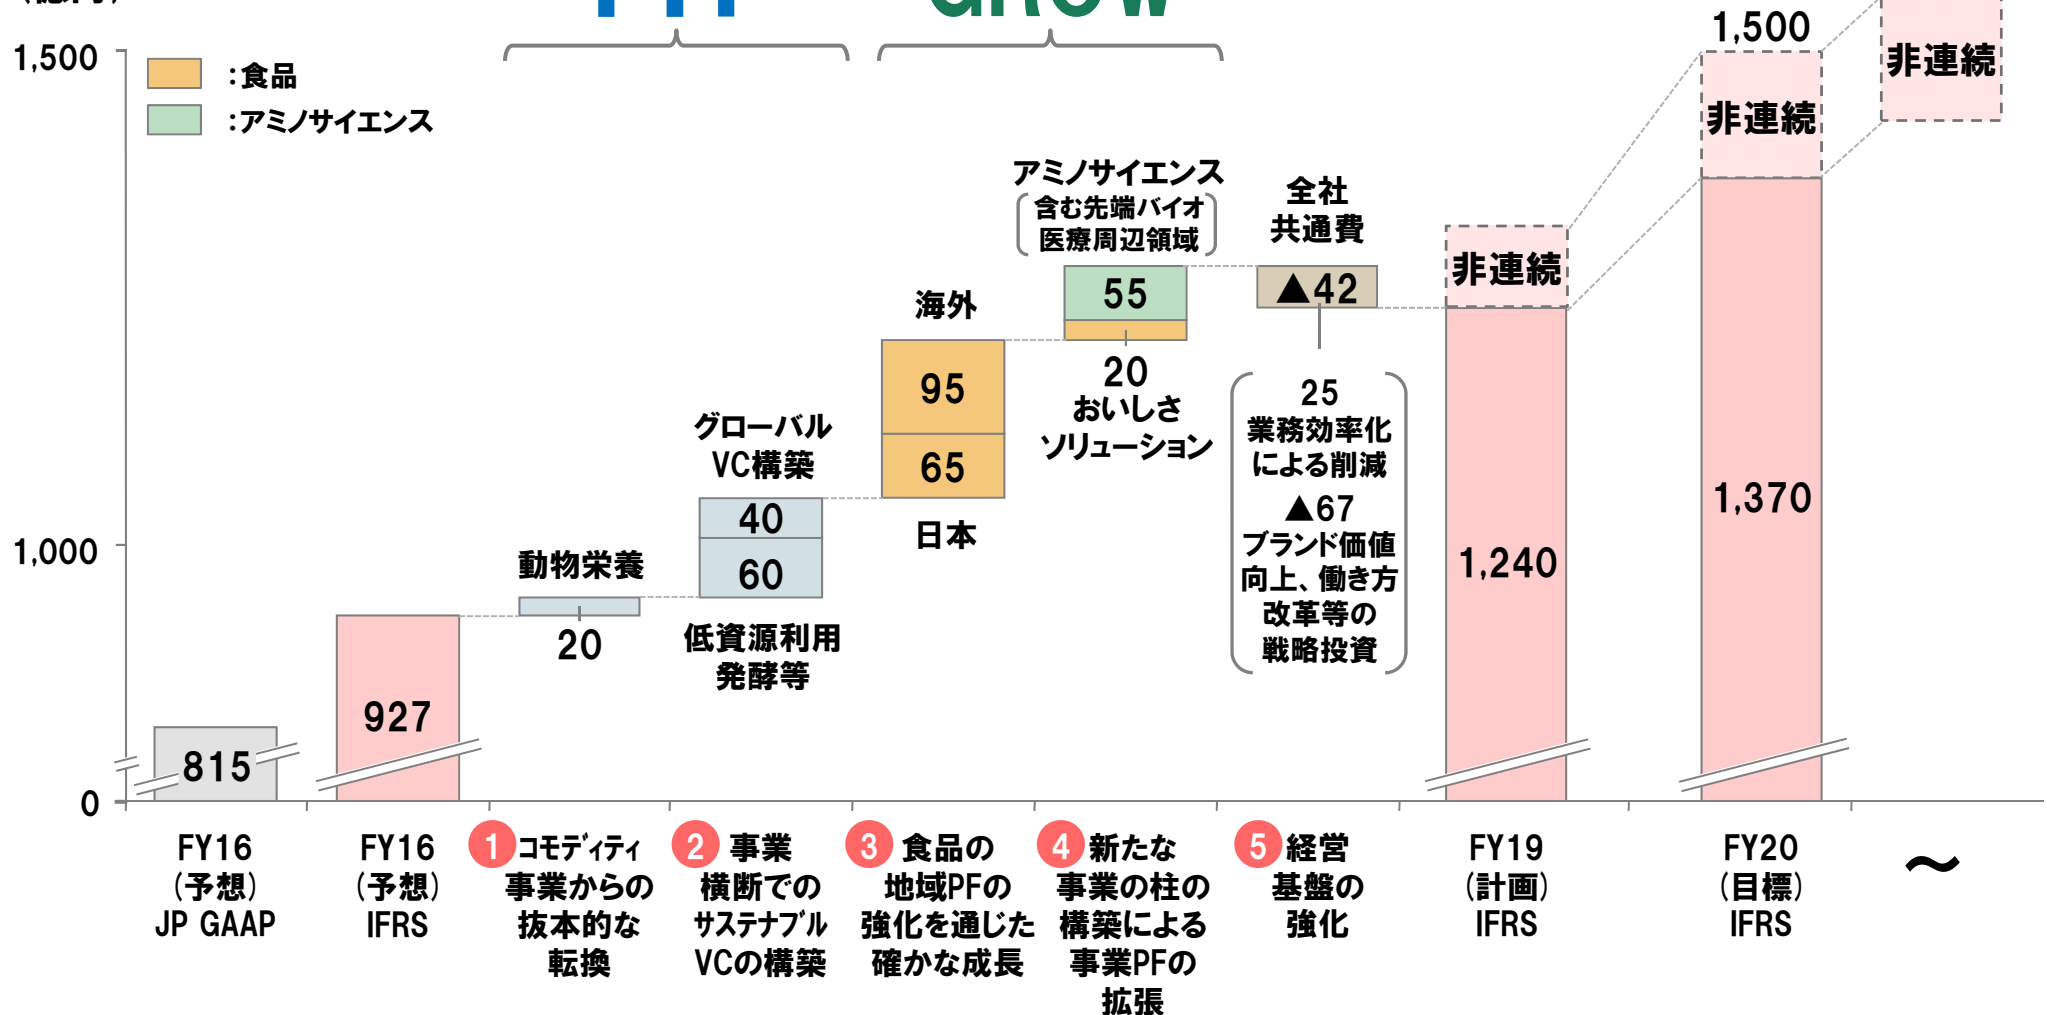 GROW
1,500
：食品
：アミノサイエンス
1,000
0
815
927
動物栄養
20
グローバル
VC構築
40
60
低資源利用
発酵等
海外
95
65
日本
アミノサイエンス
含む先端バイオ
医療周辺領域
55
20
おいしさ
ソリューション
全社
共通費
▲42
25
業務効率化
による削減
▲67
ブランド価値
向上、働き方
改革等の
戦略投資
非連続
1,240
1,500
非連続
1,370
非連続
FY16
（予想）
JP GAAP
FY16
（予想）
IFRS
1 コモディティ
事業からの
抜本的な
転換
2 事業
横断での
サステナブル
VCの構築
3 食品の
地域PFの
強化を通じた
確かな成長
4 新たな
事業の柱の
構築による
事業PFの
拡張
5 経営
基盤の
強化
FY19
（計画）
IFRS
FY20
（目標）
IFRS
～